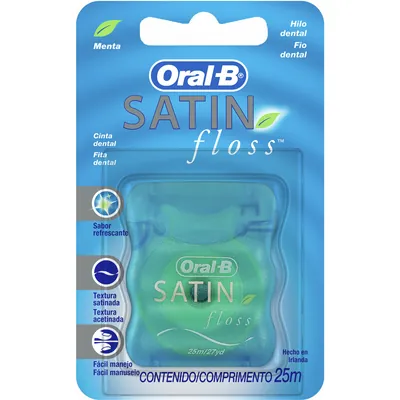 Menta
Hilo
dental
Fio
dental
Oral-B
SATIN
floss™
Cinta
dental
Fita
dental
Sabor
refrescante
Textura
satinada
Textura
acetinada
Fácil manejo
Fácil manuseio
Oral-B
SATIN
floss
25m/27yd
Hecho en
Irlanda
CONTENIDO/COMPRIMENTO 25m